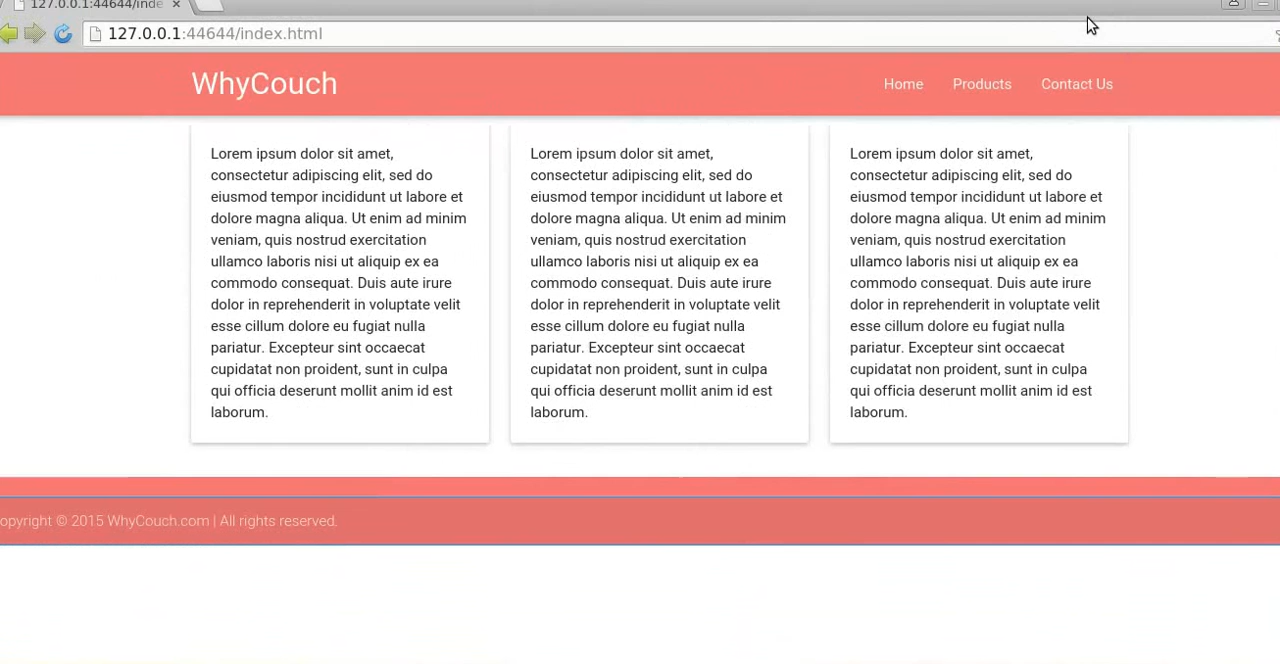 127.0.0.1:44644/inde
127.0.0.1:44644/index.html
WhyCouch
Home
Products
Contact Us
Lorem ipsum dolor sit amet,
consectetur adipiscing elit, sed do
eiusmod tempor incididunt ut labore et
dolore magna aliqua. Ut enim ad minim
veniam, quis nostrud exercitation
ullamco laboris nisi ut aliquip ex ea
commodo consequat. Duis aute irure
dolor in reprehenderit in voluptate velit
esse cillum dolore eu fugiat nulla
pariatur. Excepteur sint occaecat
cupidatat non proident, sunt in culpa
qui officia deserunt mollit anim id est
laborum.
Lorem ipsum dolor sit amet,
consectetur adipiscing elit, sed do
eiusmod tempor incididunt ut labore et
dolore magna aliqua. Ut enim ad minim
veniam, quis nostrud exercitation
ullamco laboris nisi ut aliquip ex ea
commodo consequat. Duis aute irure
dolor in reprehenderit in voluptate velit
esse cillum dolore eu fugiat nulla
pariatur. Excepteur sint occaecat
cupidatat non proident, sunt in culpa
qui officia deserunt mollit anim id est
laborum.
Lorem ipsum dolor sit amet,
consectetur adipiscing elit, sed do
eiusmod tempor incididunt ut labore et
dolore magna aliqua. Ut enim ad minim
veniam, quis nostrud exercitation
ullamco laboris nisi ut aliquip ex ea
commodo consequat. Duis aute irure
dolor in reprehenderit in voluptate velit
esse cillum dolore eu fugiat nulla
pariatur. Excepteur sint occaecat
cupidatat non proident, sunt in culpa
qui officia deserunt mollit anim id est
laborum.
opyright © 2015 WhyCouch.com | All rights reserved.